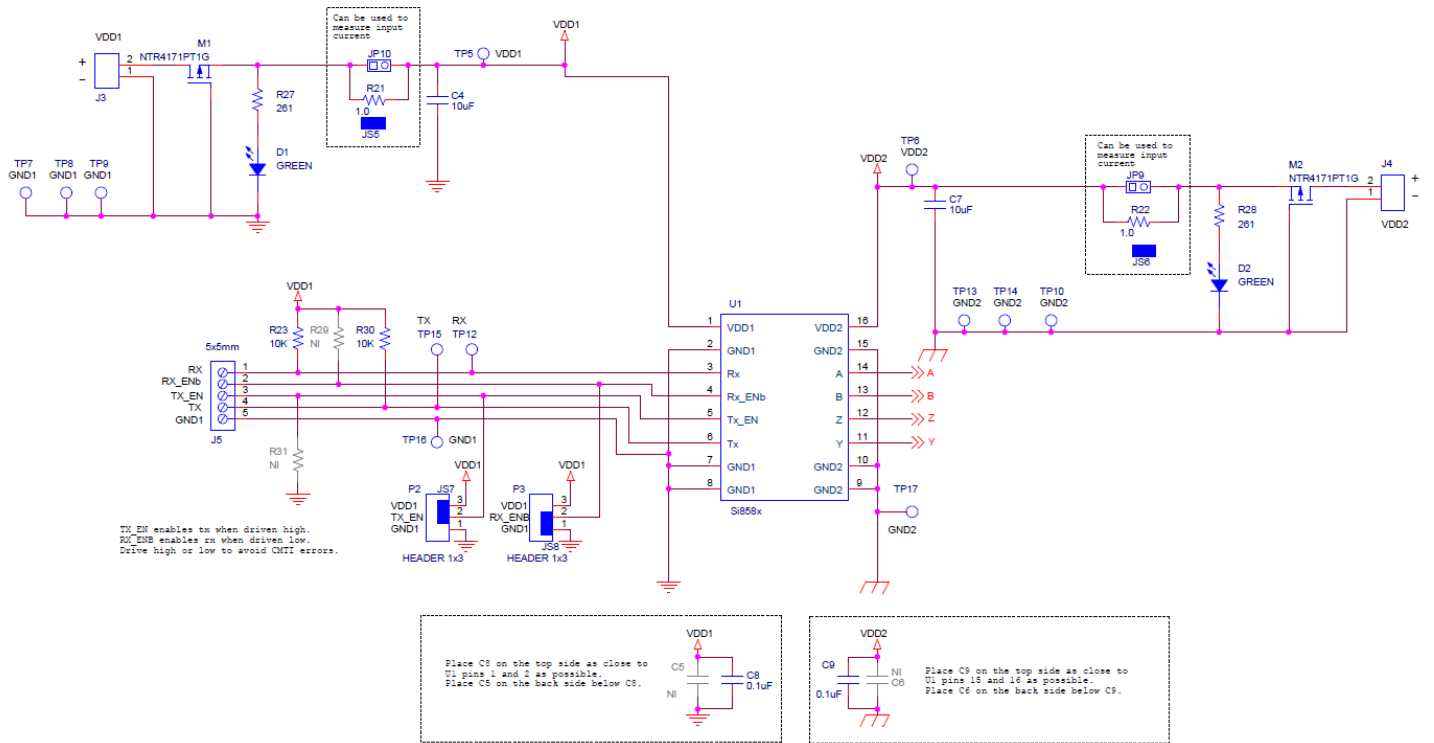 Can be used to
measure input
current
VDD1
VDD1
M1
NTR4171PT1G
+
2
1
−
J3
JP10
TP5
VDD1
R27
261
R21
1.0
JS5
C4
10uF
D1
GREEN
TP7
GND1
TP8
GND1
TP9
GND1
TP6
VDD2
VDD2
Can be used to
measure input
current
JP9
M2
NTR4171PT1G
J4
2
1
+
−
VDD2
C7
10uF
R22
1.0
JS6
R28
261
D2
GREEN
TP13
GND2
TP14
GND2
TP10
GND2
VDD1
R23
10K
R29
NI
R30
10K
TX
TP15
RX
TP12
5x5mm
RX
RX_ENb
TX_EN
TX
GND1
1
2
3
4
5
J5
TP16
GND1
R31
NI
U1
1
VDD1
VDD2
16
2
GND1
GND2
15
3
Rx
A
14
A
4
Rx_ENb
B
13
B
5
Tx_EN
Z
12
Z
6
Tx
Y
11
Y
7
GND1
GND2
10
8
GND1
GND2
9
Si858x
TP17
GND2
VDD1
P2
JS7
VDD1
TX_EN
GND1
3
2
1
HEADER 1x3
VDD1
P3
VDD1
RX_ENB
GND1
3
2
1
JS8
HEADER 1x3
TX_EN enables tx when driven high.
RX_ENB enables rx when driven low.
Drive high or low to avoid CMTI errors.
Place C8 on the top side as close to
U1 pins 1 and 2 as possible.
Place C5 on the back side below C8.
VDD1
C5
NI
C8
0.1uF
VDD2
C9
0.1uF
NI
C6
Place C9 on the top side as close to
U1 pins 15 and 16 as possible.
Place C6 on the back side below C9.